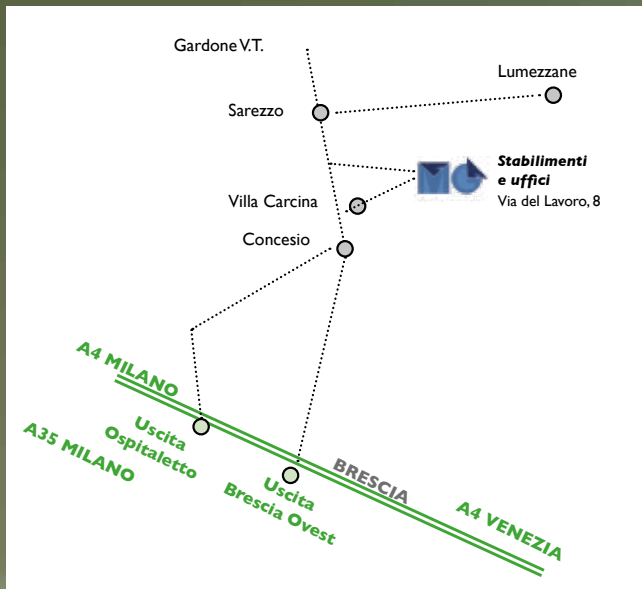 Gardone V.T.
Lumezzane
Sarezzo
MG
Stabilimenti
e uffici
Via del Lavoro, 8
Villa Carcina
Concesio
A4 MILANO
A35 MILANO
Uscita
Ospitaletto
Uscita
Brescia Ovest
BRESCIA
A4 VENEZIA